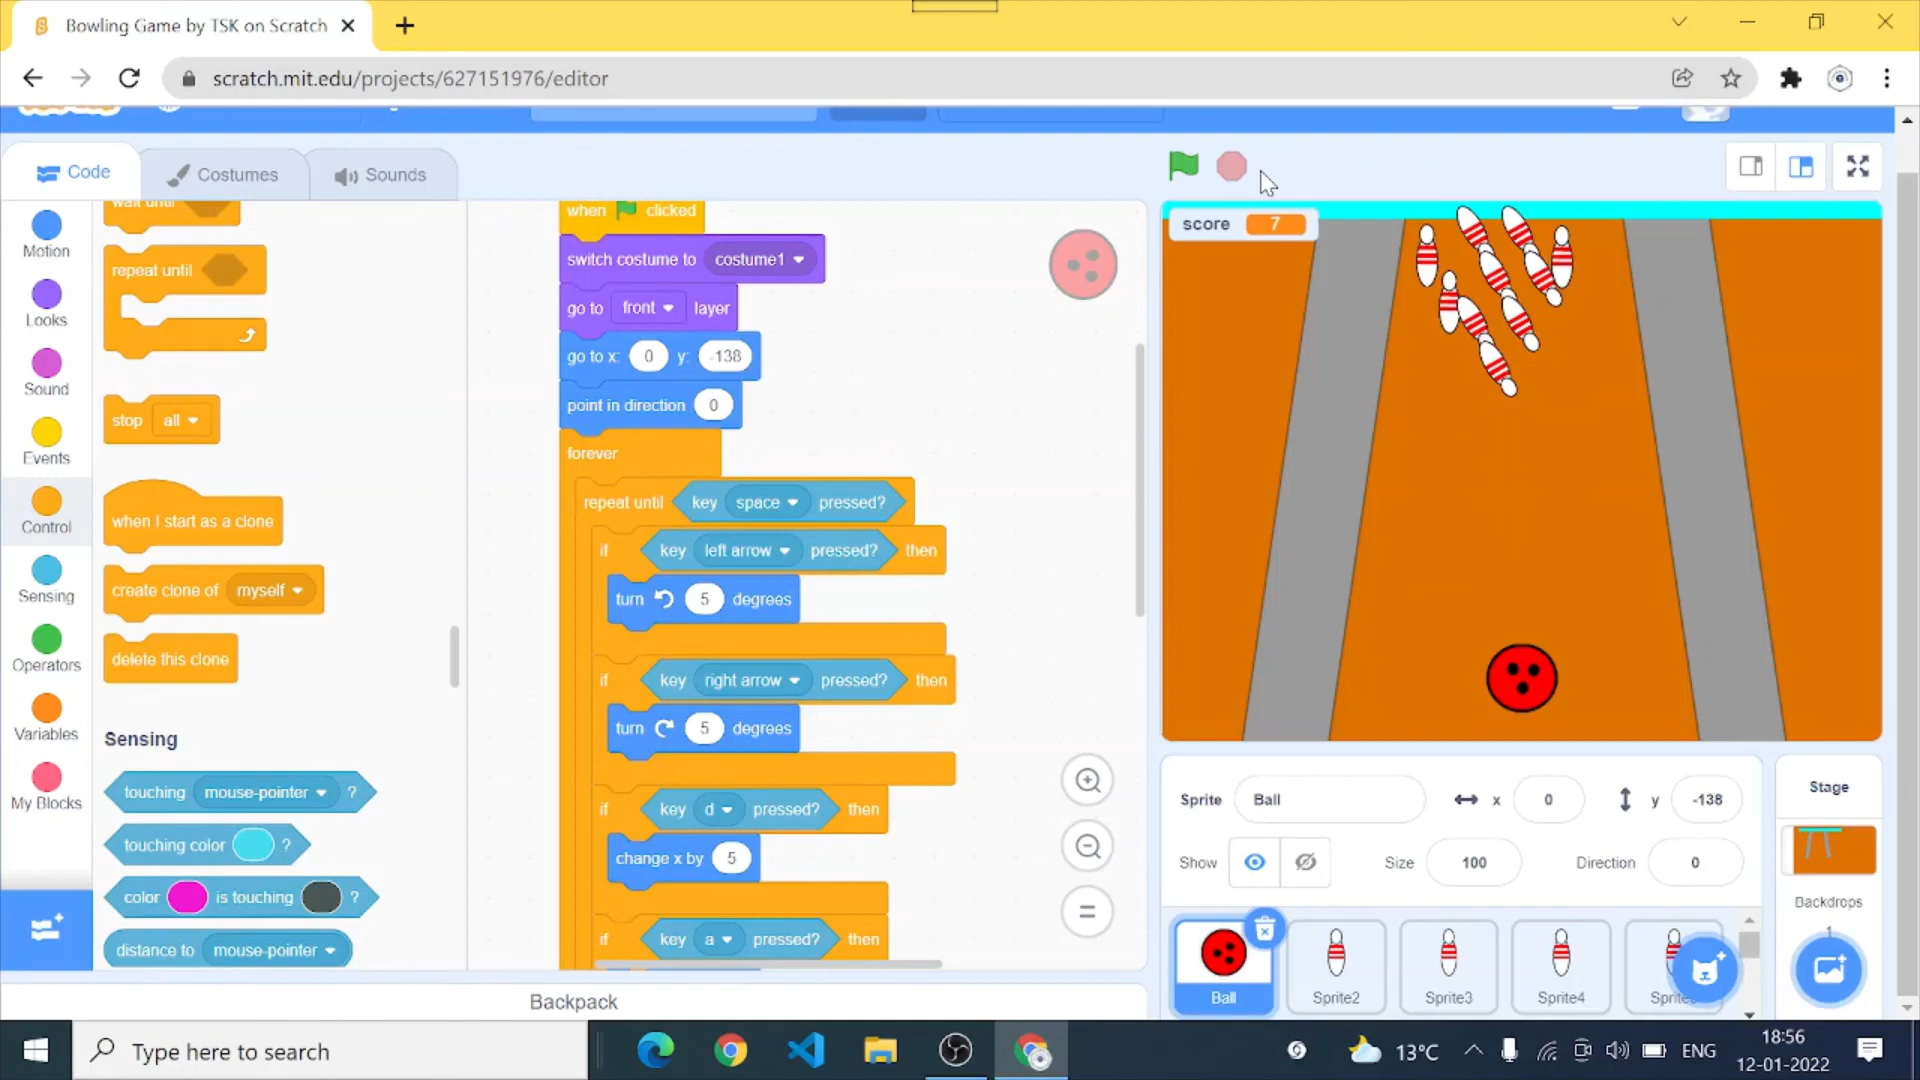 Bowling Game by TSK on Scratch
scratch.mit.edu/projects/627151976/editor
Code
Costumes
Sounds
Motion
Looks
Sound
Events
Control
Sensing
Operators
Variables
My Blocks
wait until
repeat until
stop all
when I start as a clone
create clone of myself
delete this clone
Sensing
touching mouse-pointer ?
touching color ?
color is touching ?
distance to mouse-pointer
when clicked
switch costume to costume1
go to front layer
go to x: 0 y: -138
point in direction 0
forever
repeat until key space pressed?
if key left arrow pressed? then
turn 5 degrees
if key right arrow pressed? then
turn 5 degrees
if key d pressed? then
change x by 5
if key a pressed? then
Backpack
score 7
Sprite Ball x 0 y -138
Show Size 100 Direction 0
Ball
Sprite2
Sprite3
Sprite4
Stage
Backdrops
1
Type here to search
13°C
ENG
18:56
12-01-2022